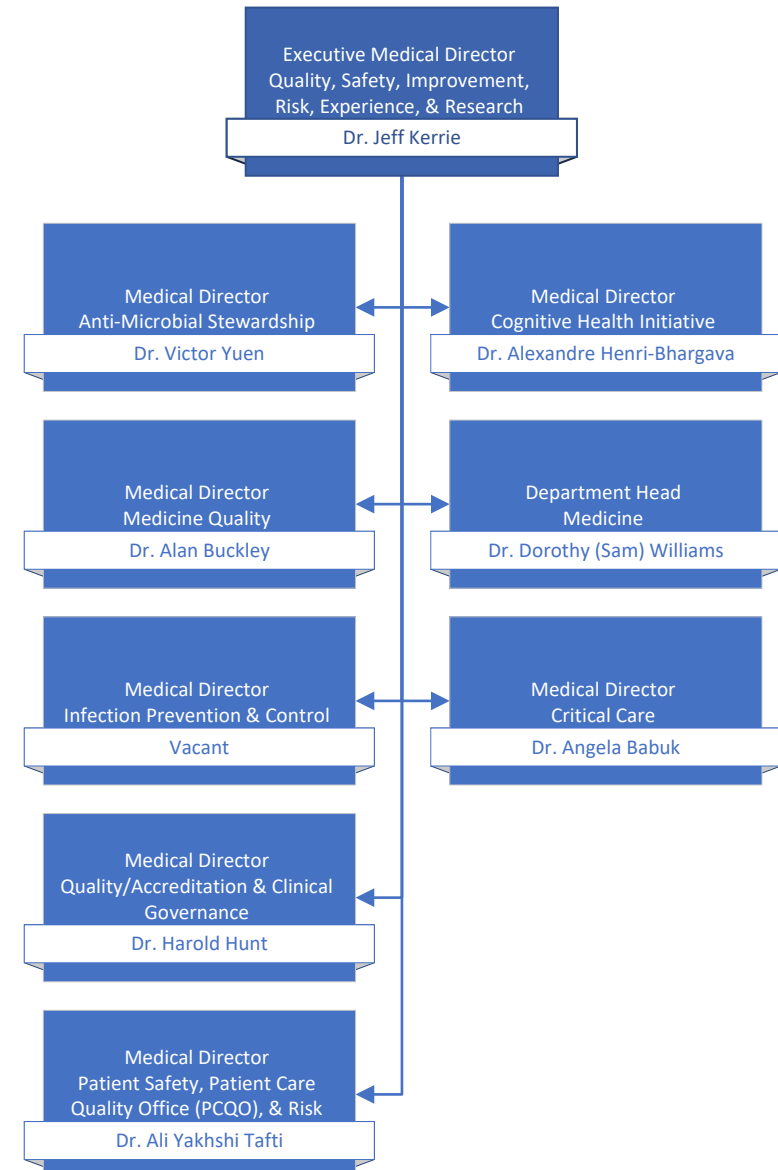 Executive Medical Director
Quality, Safety, Improvement,
Risk, Experience, & Research
Dr. Jeff Kerrie
Medical Director
Anti-Microbial Stewardship
Dr. Victor Yuen
Medical Director
Cognitive Health Initiative
Dr. Alexandre Henri-Bhargava
Medical Director
Medicine Quality
Dr. Alan Buckley
Department Head
Medicine
Dr. Dorothy (Sam) Williams
Medical Director
Infection Prevention & Control
Vacant
Medical Director
Critical Care
Dr. Angela Babuk
Medical Director
Quality/Accreditation & Clinical
Governance
Dr. Harold Hunt
Medical Director
Patient Safety, Patient Care
Quality Office (PCQO), & Risk
Dr. Ali Yakhshi Tafti